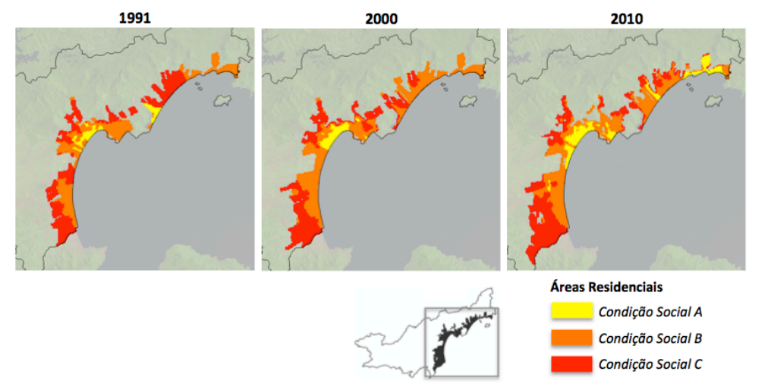 1991
2000
2010
Áreas Residenciais
Condição Social A
Condição Social B
Condição Social C